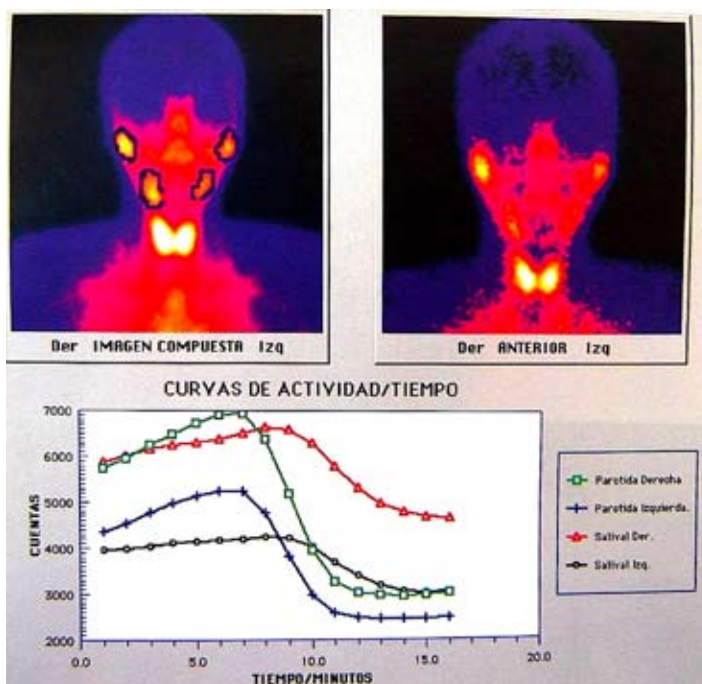 Der IMAGEN COMPUESTA Izq
Der ANTERIOR Izq
CURVAS DE ACTIVIDAD/TIEMPO
7000
6000
5000
4000
3000
2000
CUENTAS
0.0 5.0 10.0 15.0 20.0
TIEMPO/MINUTOS
Parotida Derecha
Parotida Izquierda.
Salival Der.
Salival Izq.